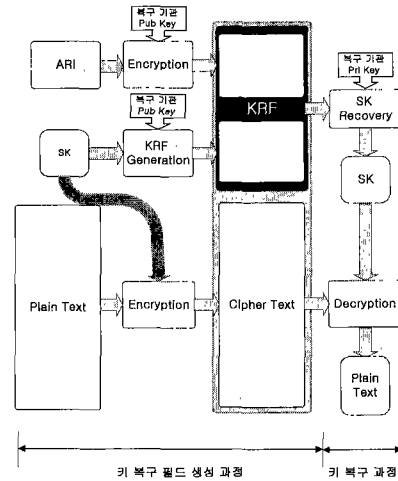 복구 기관
Pub Key
ARI
Encryption
복구 기관
Pub Key
SK
KRF
Generation
KRF
복구 기관
Pri Key
SK
Recovery
SK
Plain Text
Encryption
Cipher Text
Decryption
Plain
Text
키 복구 필드 생성 과정
키 복구 과정